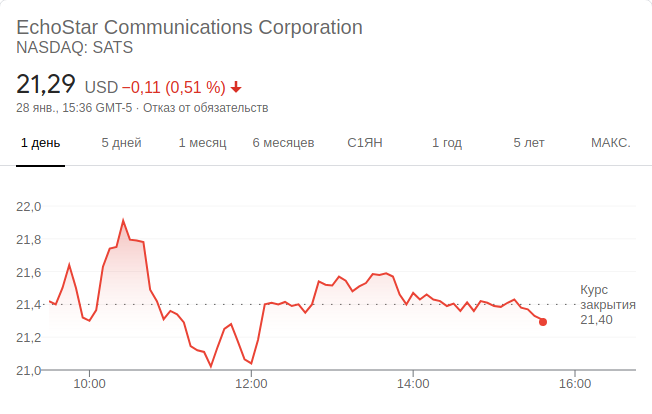 EchoStar Communications Corporation
NASDAQ: SATS
21,29 USD −0,11 (0,51 %)
28 янв., 15:36 GMT-5 · Отказ от обязательств
1 день 5 дней 1 месяц 6 месяцев С1ЯН 1 год 5 лет МАКС.
22,0
21,8
21,6
21,4
21,2
21,0
Курс
закрытия
21,40
10:00 12:00 14:00 16:00